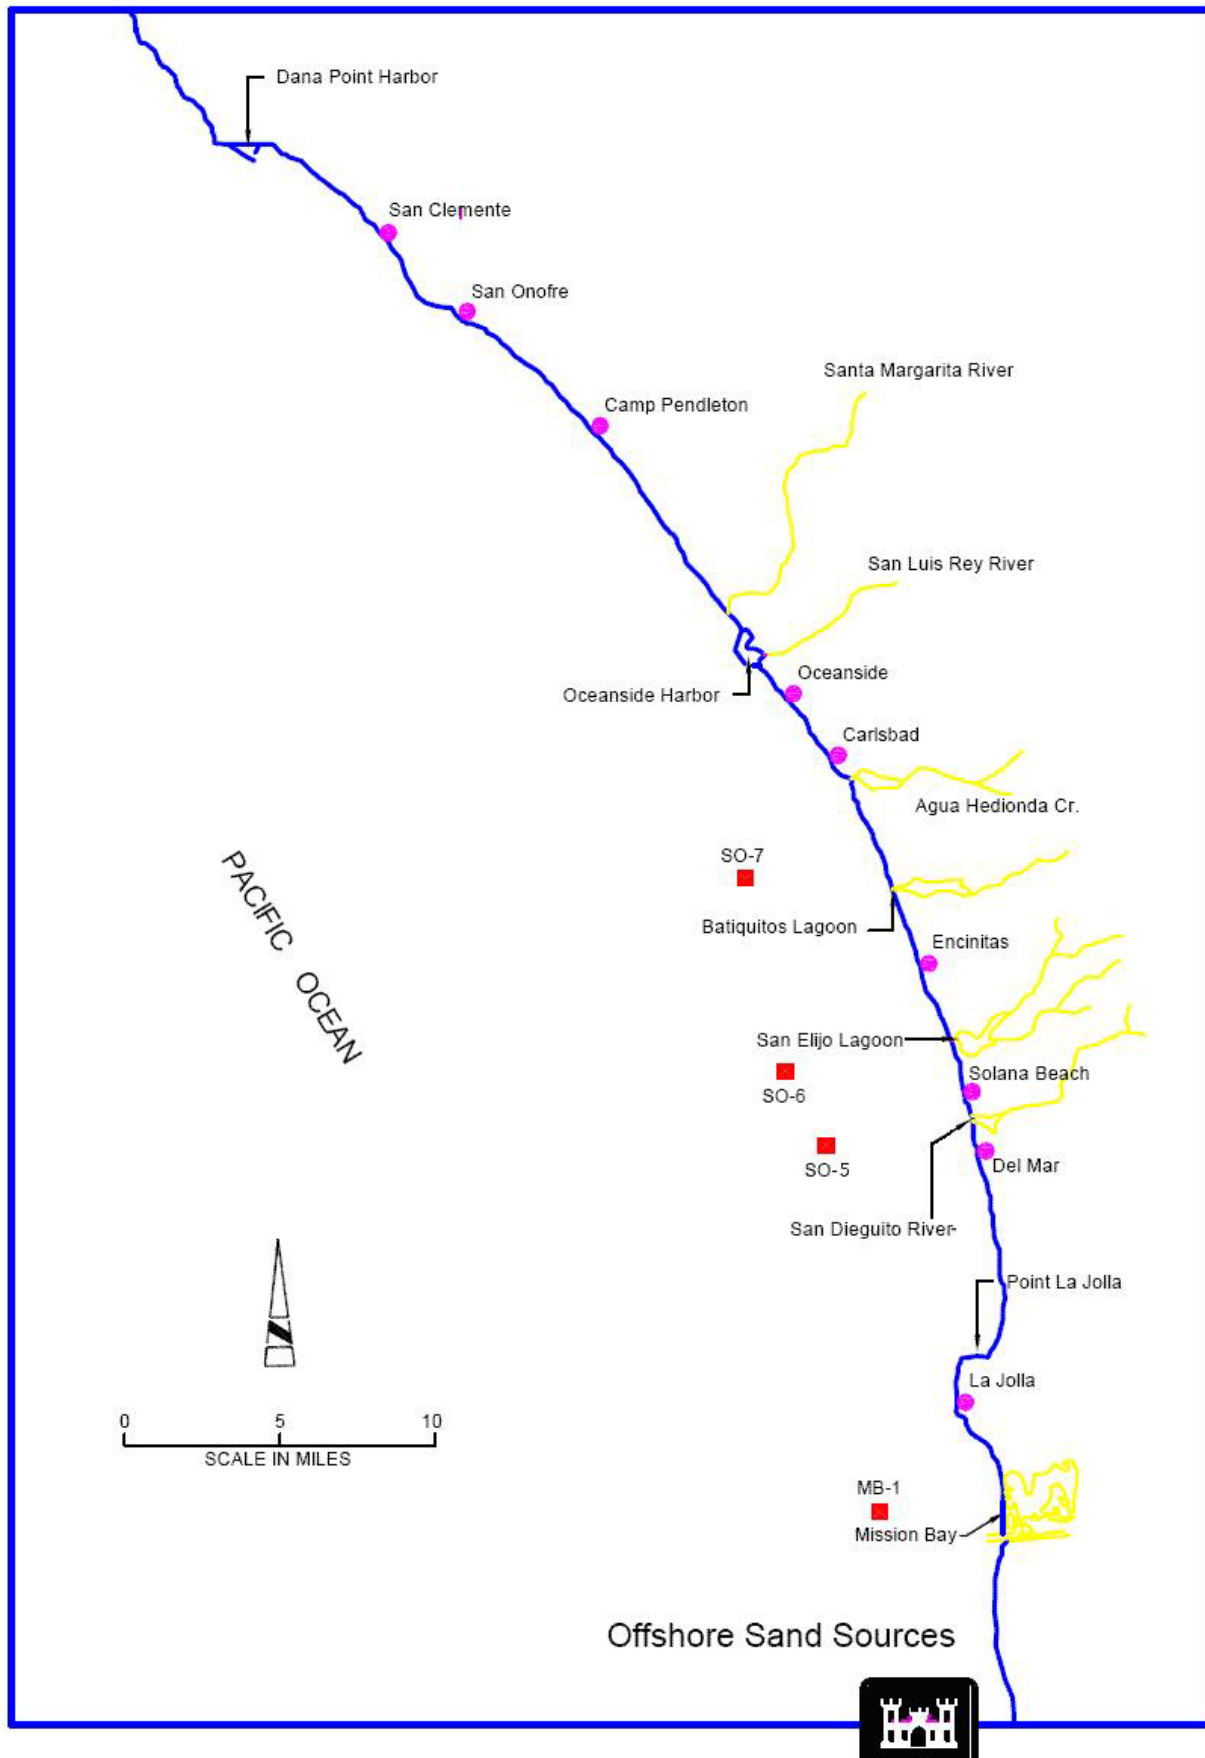 Dana Point Harbor
San Clemente
San Onofre
Santa Margarita River
Camp Pendleton
San Luis Rey River
Oceanside
Oceanside Harbor
Carlsbad
Agua Hedionda Cr.
SO-7
PACIFIC OCEAN
Batiquitos Lagoon
Encinitas
San Elijo Lagoon
Solana Beach
SO-6
Del Mar
SO-5
San Dieguito River
Point La Jolla
La Jolla
0 5 10
SCALE IN MILES
MB-1
Mission Bay
Offshore Sand Sources